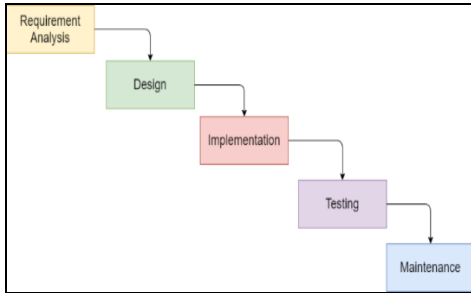 Requirement
Analysis
Design
Implementation
Testing
Maintenance